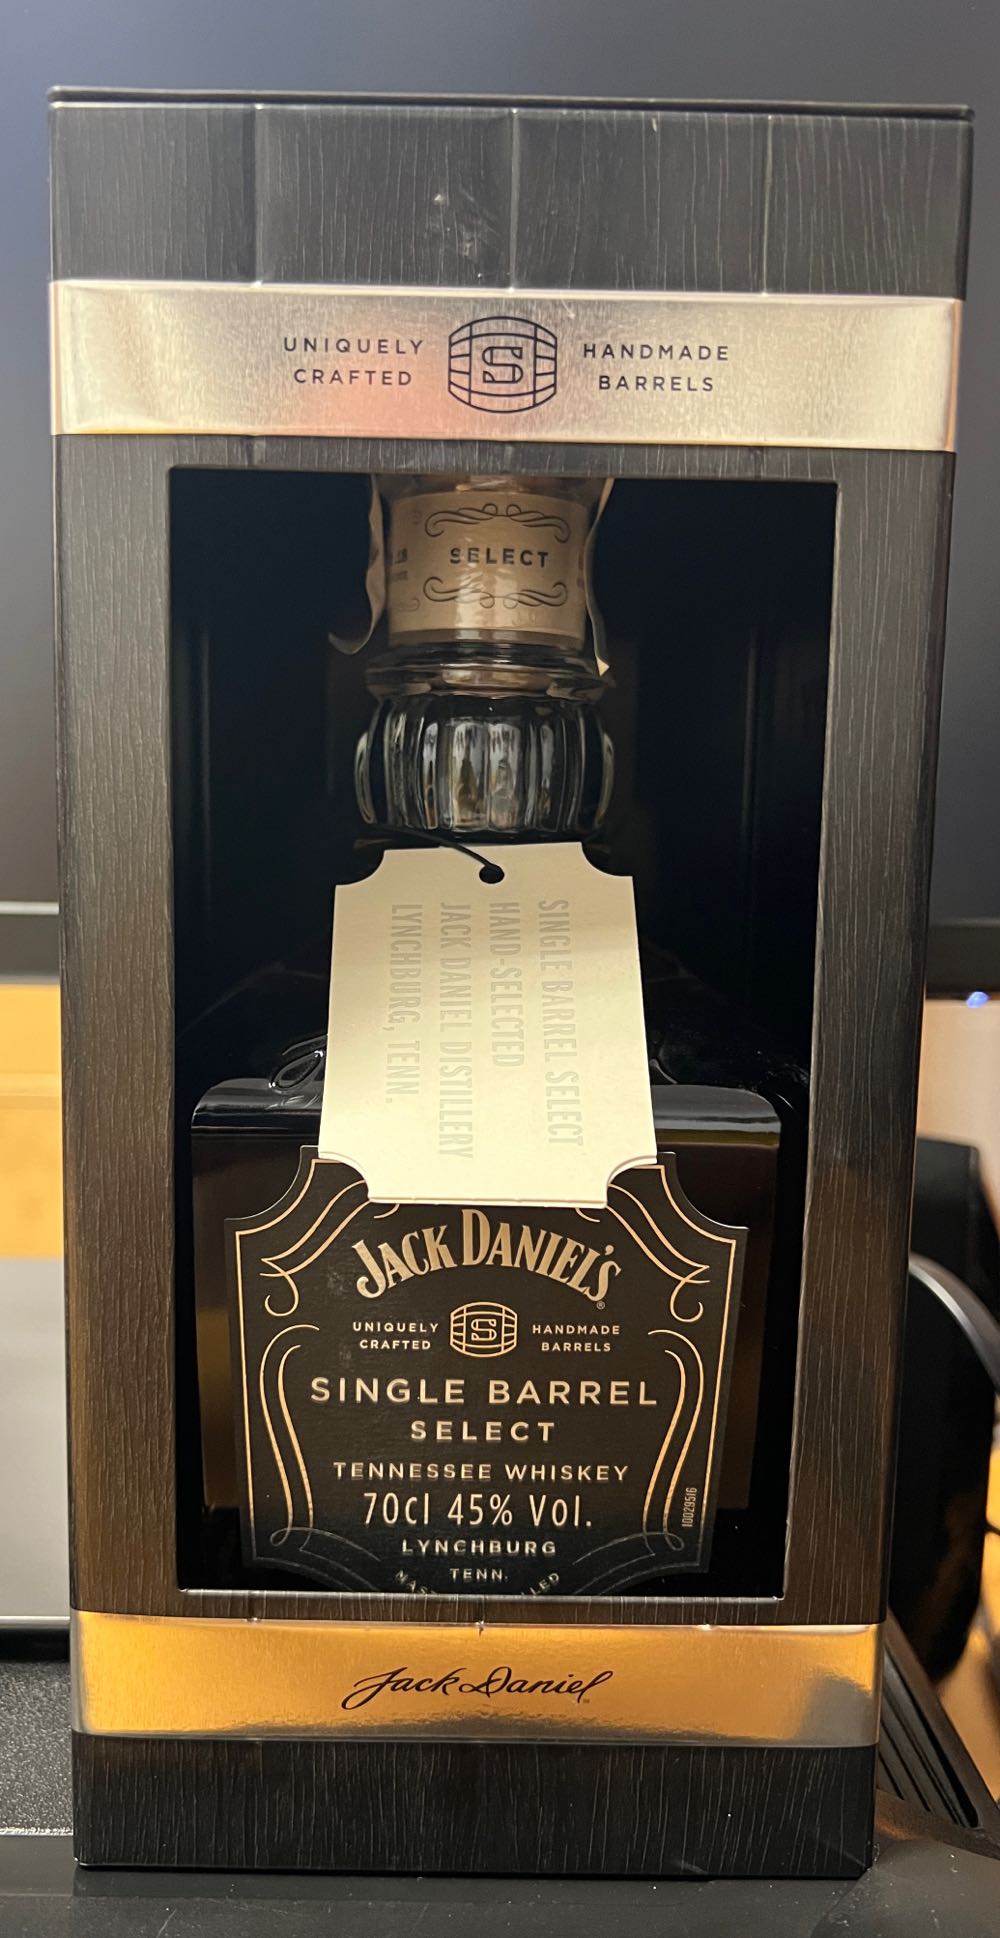 UNIQUELY
CRAFTED
S
HANDMADE
BARRELS
SELECT
SINGLE BARREL SELECT
HAND-SELECTED
JACK DANIEL DISTILLERY
LYNCHBURG, TENN.
JACK DANIEL'S
®
UNIQUELY
CRAFTED
S
HANDMADE
BARRELS
SINGLE BARREL
SELECT
TENNESSEE WHISKEY
70cl 45% Vol.
10029516
LYNCHBURG
TENN.
Jack Daniel